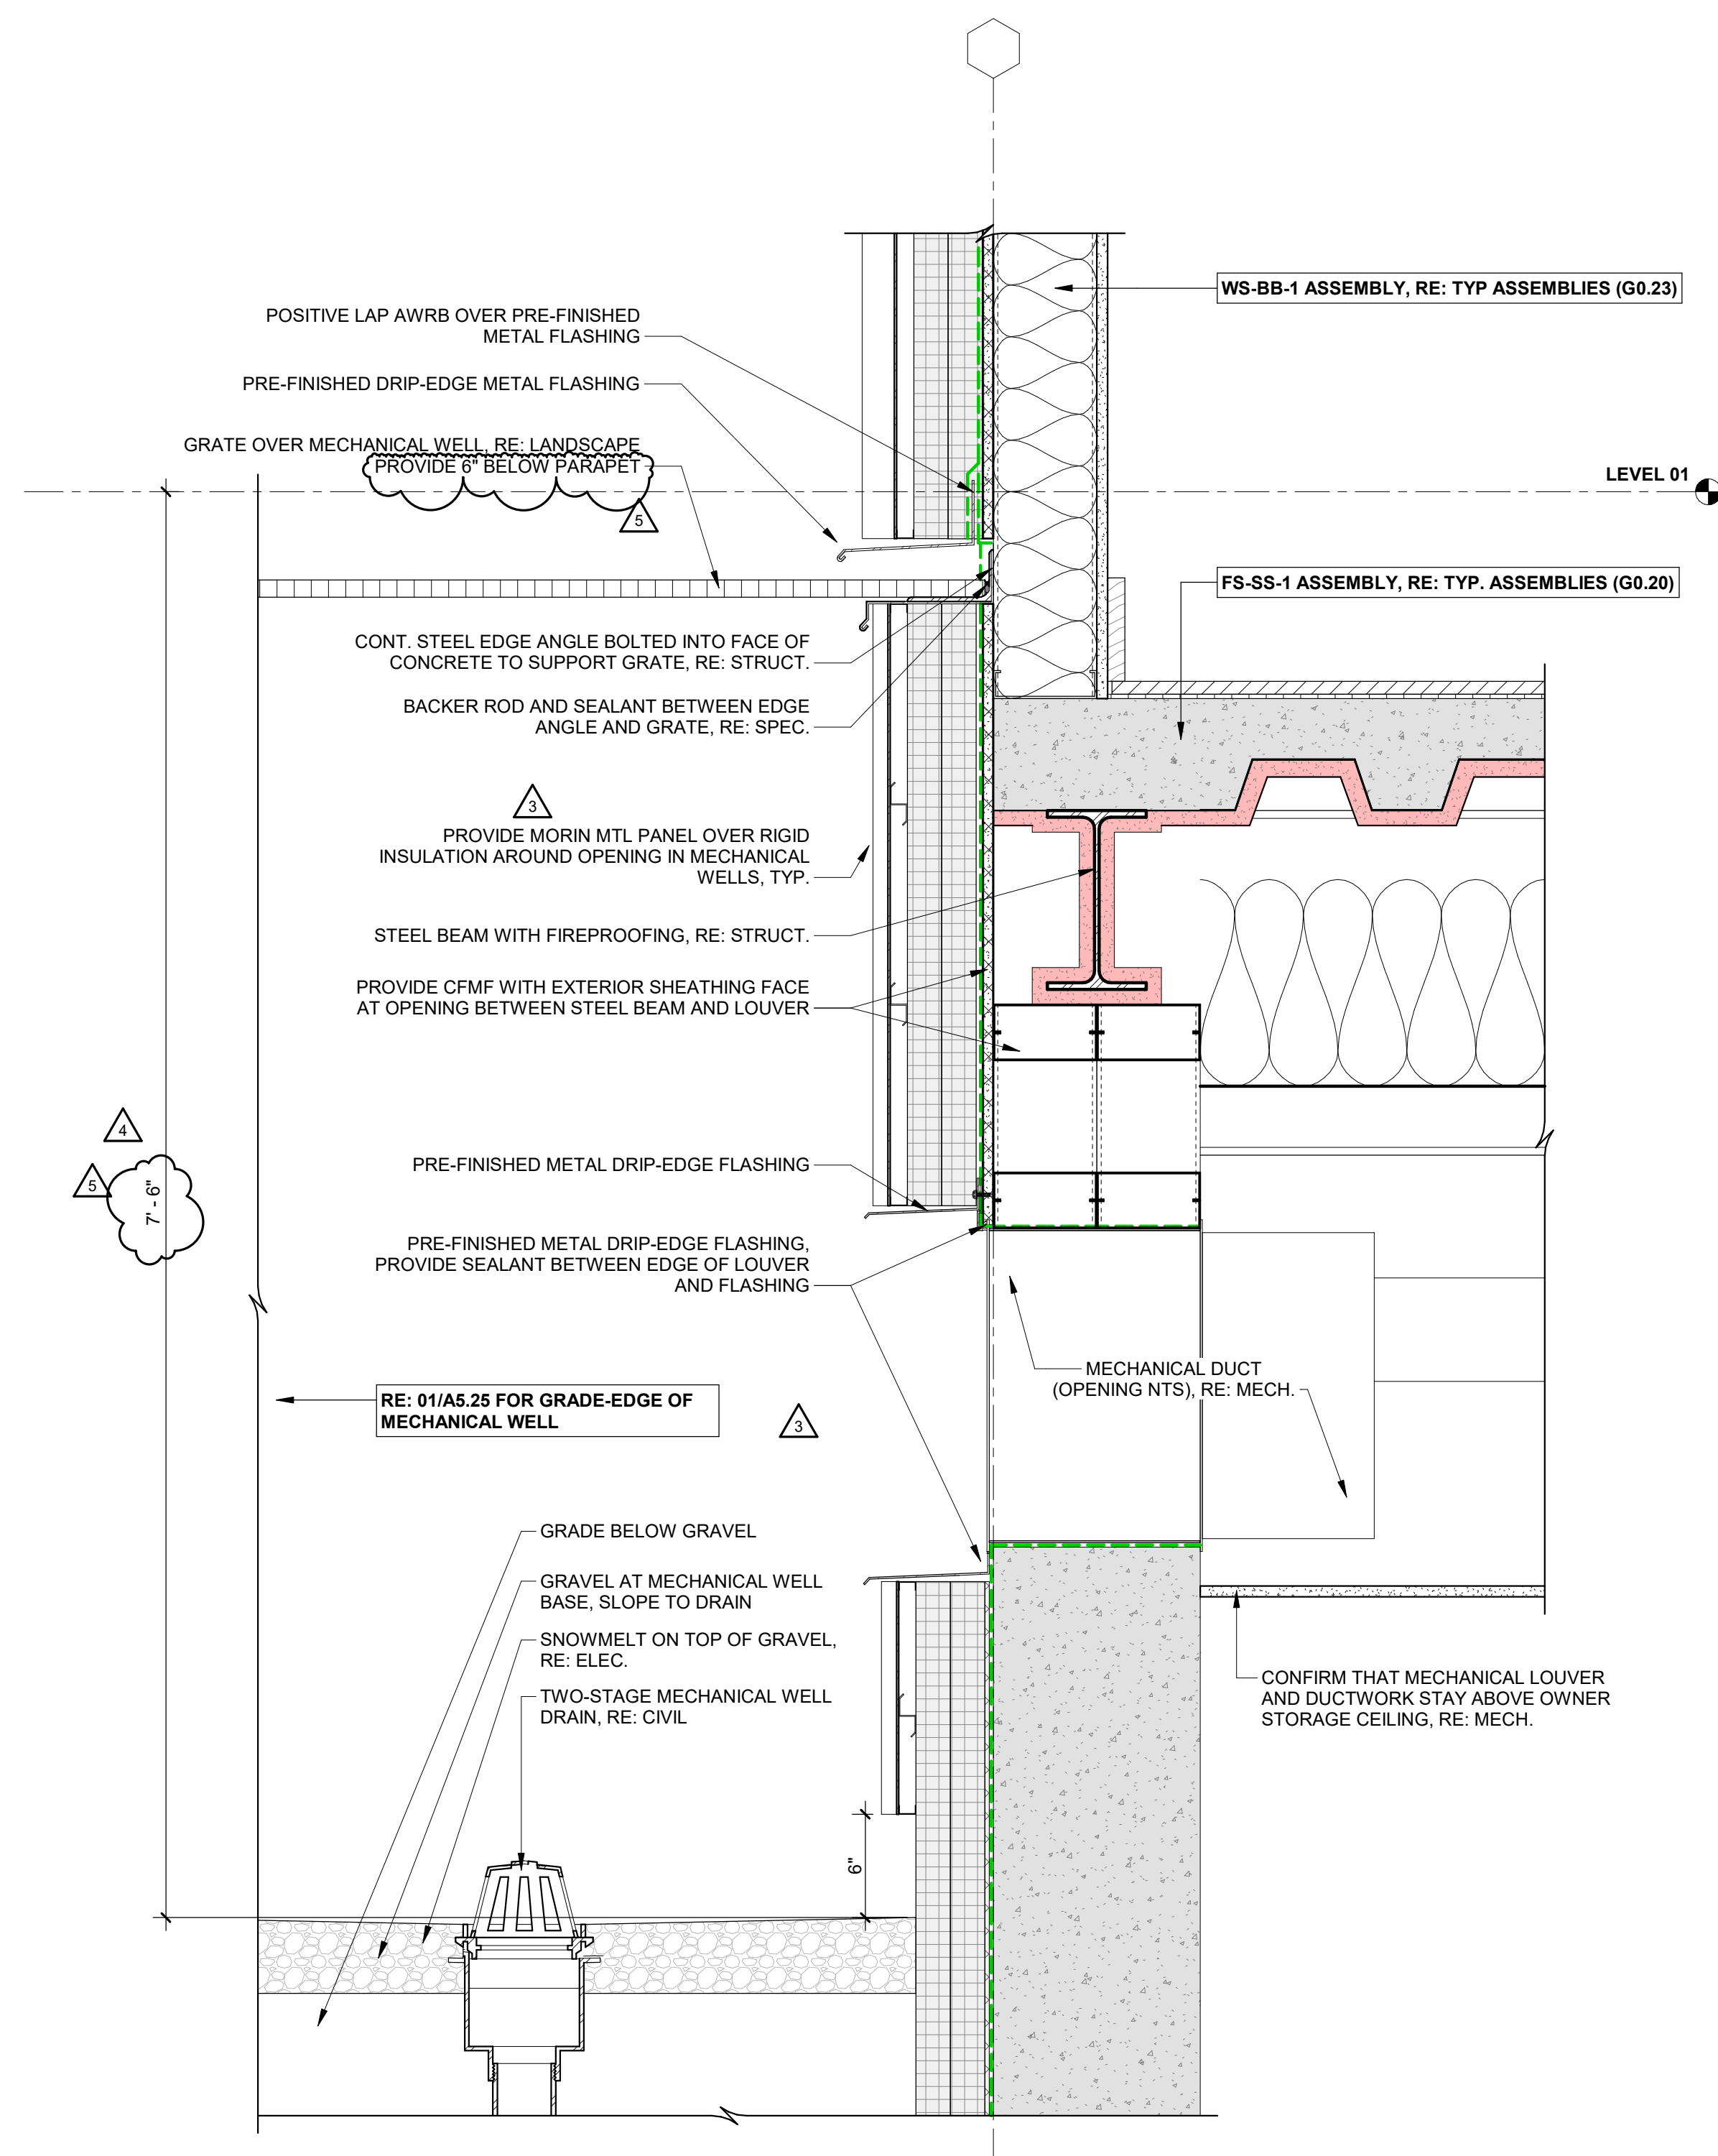 WS-BB-1 ASSEMBLY, RE: TYP ASSEMBLIES (G0.23)
POSITIVE LAP AWRB OVER PRE-FINISHED
METAL FLASHING
PRE-FINISHED DRIP-EDGE METAL FLASHING
GRATE OVER MECHANICAL WELL, RE: LANDSCAPE
PROVIDE 6" BELOW PARAPET
5
LEVEL 01
FS-SS-1 ASSEMBLY, RE: TYP. ASSEMBLIES (G0.20)
CONT. STEEL EDGE ANGLE BOLTED INTO FACE OF
CONCRETE TO SUPPORT GRATE, RE: STRUCT.
BACKER ROD AND SEALANT BETWEEN EDGE
ANGLE AND GRATE, RE: SPEC.
3
PROVIDE MORIN MTL PANEL OVER RIGID
INSULATION AROUND OPENING IN MECHANICAL
WELLS, TYP.
STEEL BEAM WITH FIREPROOFING, RE: STRUCT.
PROVIDE CFMF WITH EXTERIOR SHEATHING FACE
AT OPENING BETWEEN STEEL BEAM AND LOUVER
4
5
7' - 6"
PRE-FINISHED METAL DRIP-EDGE FLASHING
PRE-FINISHED METAL DRIP-EDGE FLASHING,
PROVIDE SEALANT BETWEEN EDGE OF LOUVER
AND FLASHING
MECHANICAL DUCT
(OPENING NTS), RE: MECH.
RE: 01/A5.25 FOR GRADE-EDGE OF
MECHANICAL WELL
3
GRADE BELOW GRAVEL
GRAVEL AT MECHANICAL WELL
BASE, SLOPE TO DRAIN
SNOWMELT ON TOP OF GRAVEL,
RE: ELEC.
TWO-STAGE MECHANICAL WELL
DRAIN, RE: CIVIL
CONFIRM THAT MECHANICAL LOUVER
AND DUCTWORK STAY ABOVE OWNER
STORAGE CEILING, RE: MECH.
6"